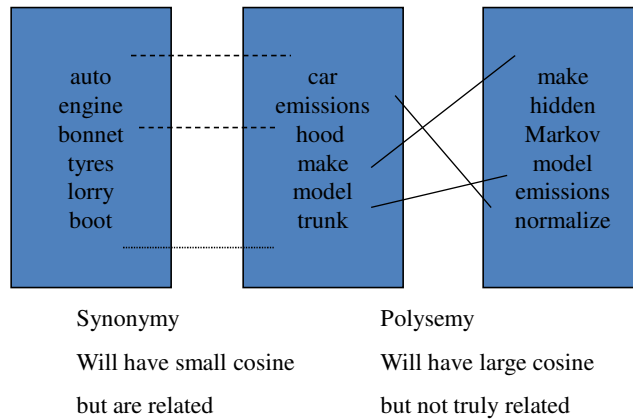 auto
engine
bonnet
tyres
lorry
boot
car
emissions
hood
make
model
trunk
make
hidden
Markov
model
emissions
normalize
Synonymy
Will have small cosine
but are related
Polysemy
Will have large cosine
but not truly related